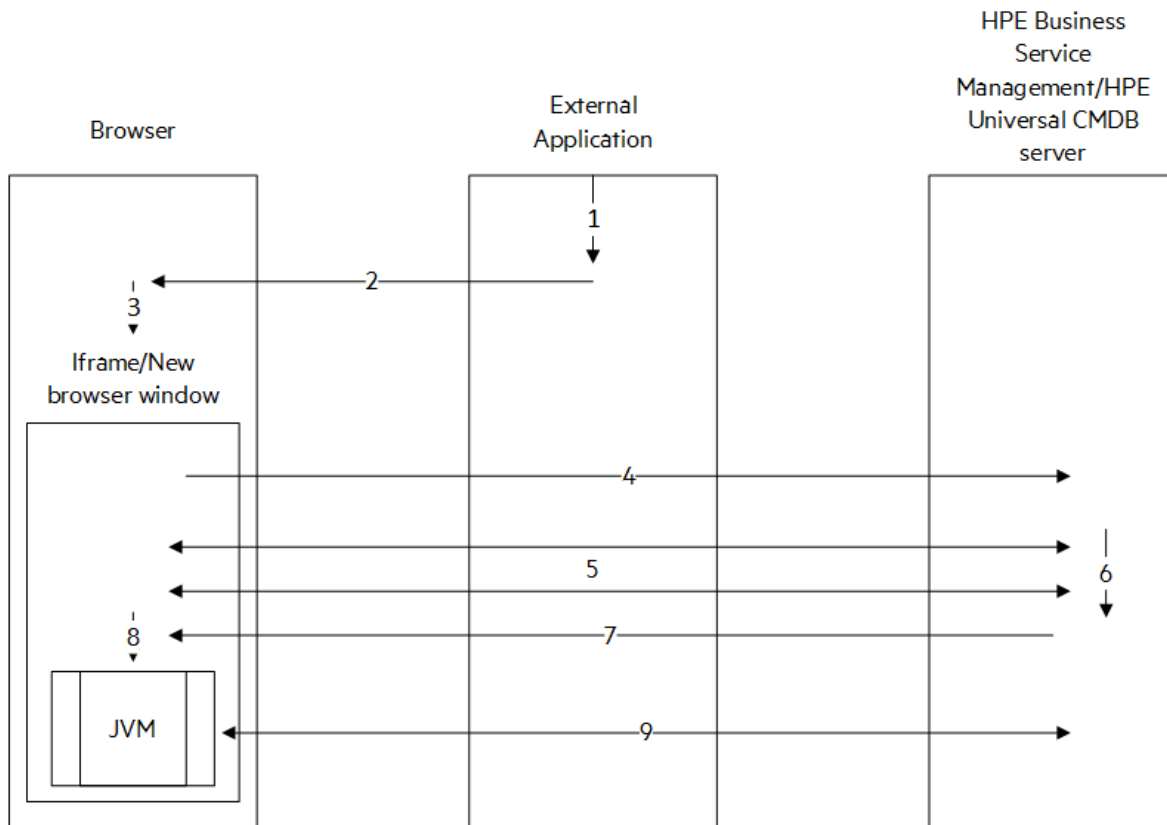 HPE Business
Service
Management/HPE
Universal CMDB
server
External
Application
Browser
1
2
3
Iframe/New
browser window
4
5
6
7
8
JVM
9